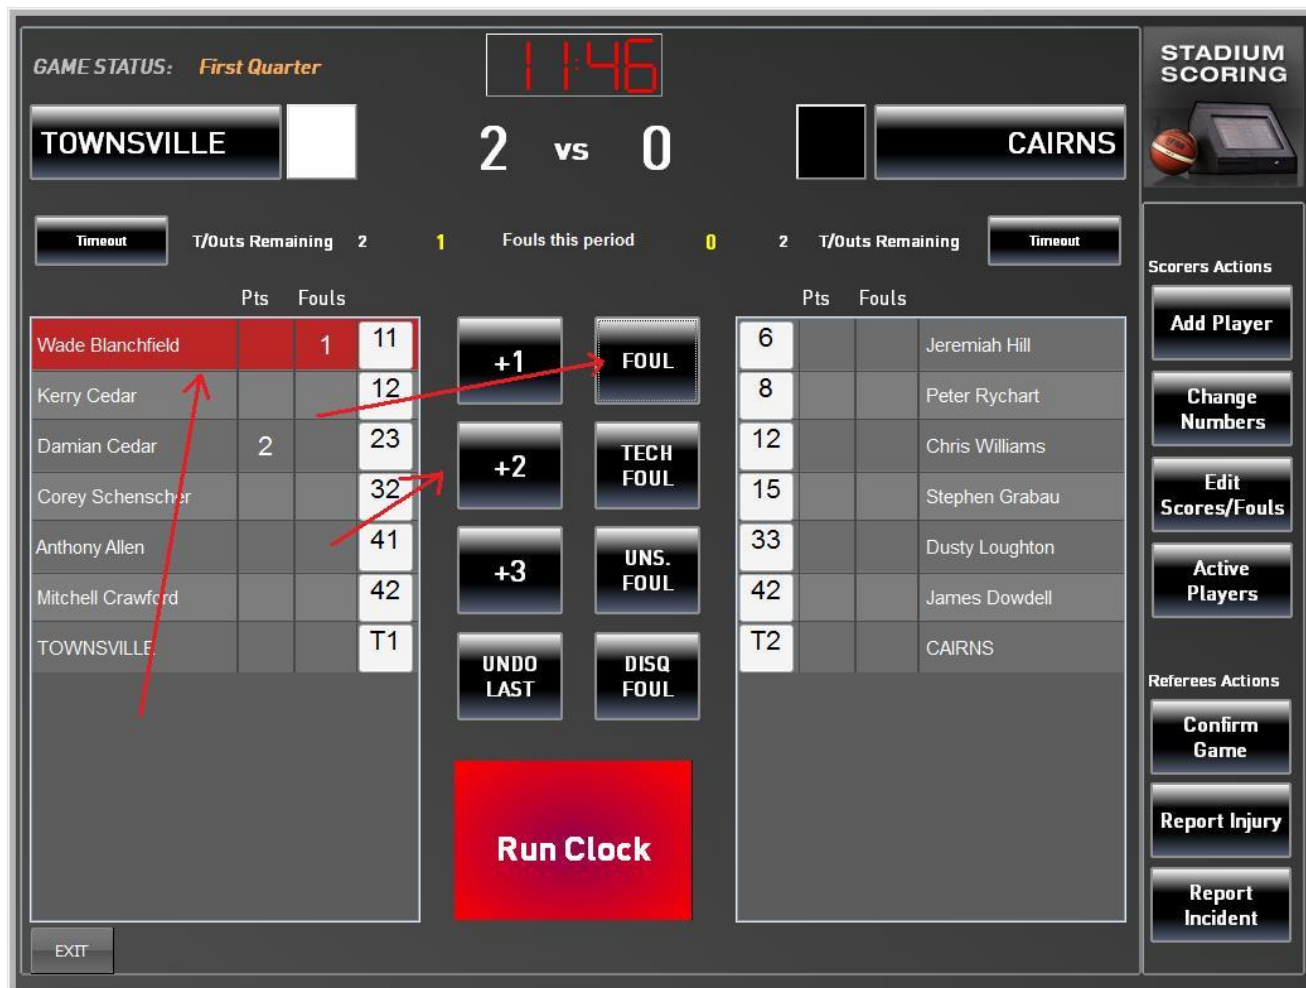 GAME STATUS: First Quarter
11:46
STADIUM
SCORING
TOWNSVILLE
2 vs 0
CAIRNS
Timeout
T/Outs Remaining 2
1 Fouls this period 0
2 T/Outs Remaining
Timeout
Pts Fouls
Wade Blanchfield 1 11
Kerry Cedar 12
Damian Cedar 2 23
Corey Schenscher 32
Anthony Allen 41
Mitchell Crawford 42
TOWNSVILLE T1
+1
FOUL
+2
TECH
FOUL
+3
UNS.
FOUL
UNDO
LAST
DISQ
FOUL
Run Clock
Pts Fouls
6 Jeremiah Hill
8 Peter Rychart
12 Chris Williams
15 Stephen Grabau
33 Dusty Loughton
42 James Dowdell
T2 CAIRNS
Scorers Actions
Add Player
Change
Numbers
Edit
Scores/Fouls
Active
Players
Referees Actions
Confirm
Game
Report Injury
Report
Incident
EXIT